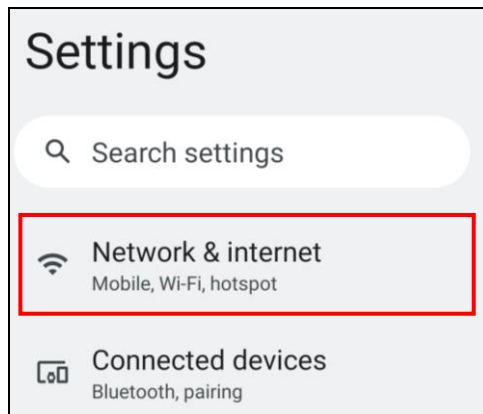 Settings
Search settings
Network & internet
Mobile, Wi-Fi, hotspot
Connected devices
Bluetooth, pairing